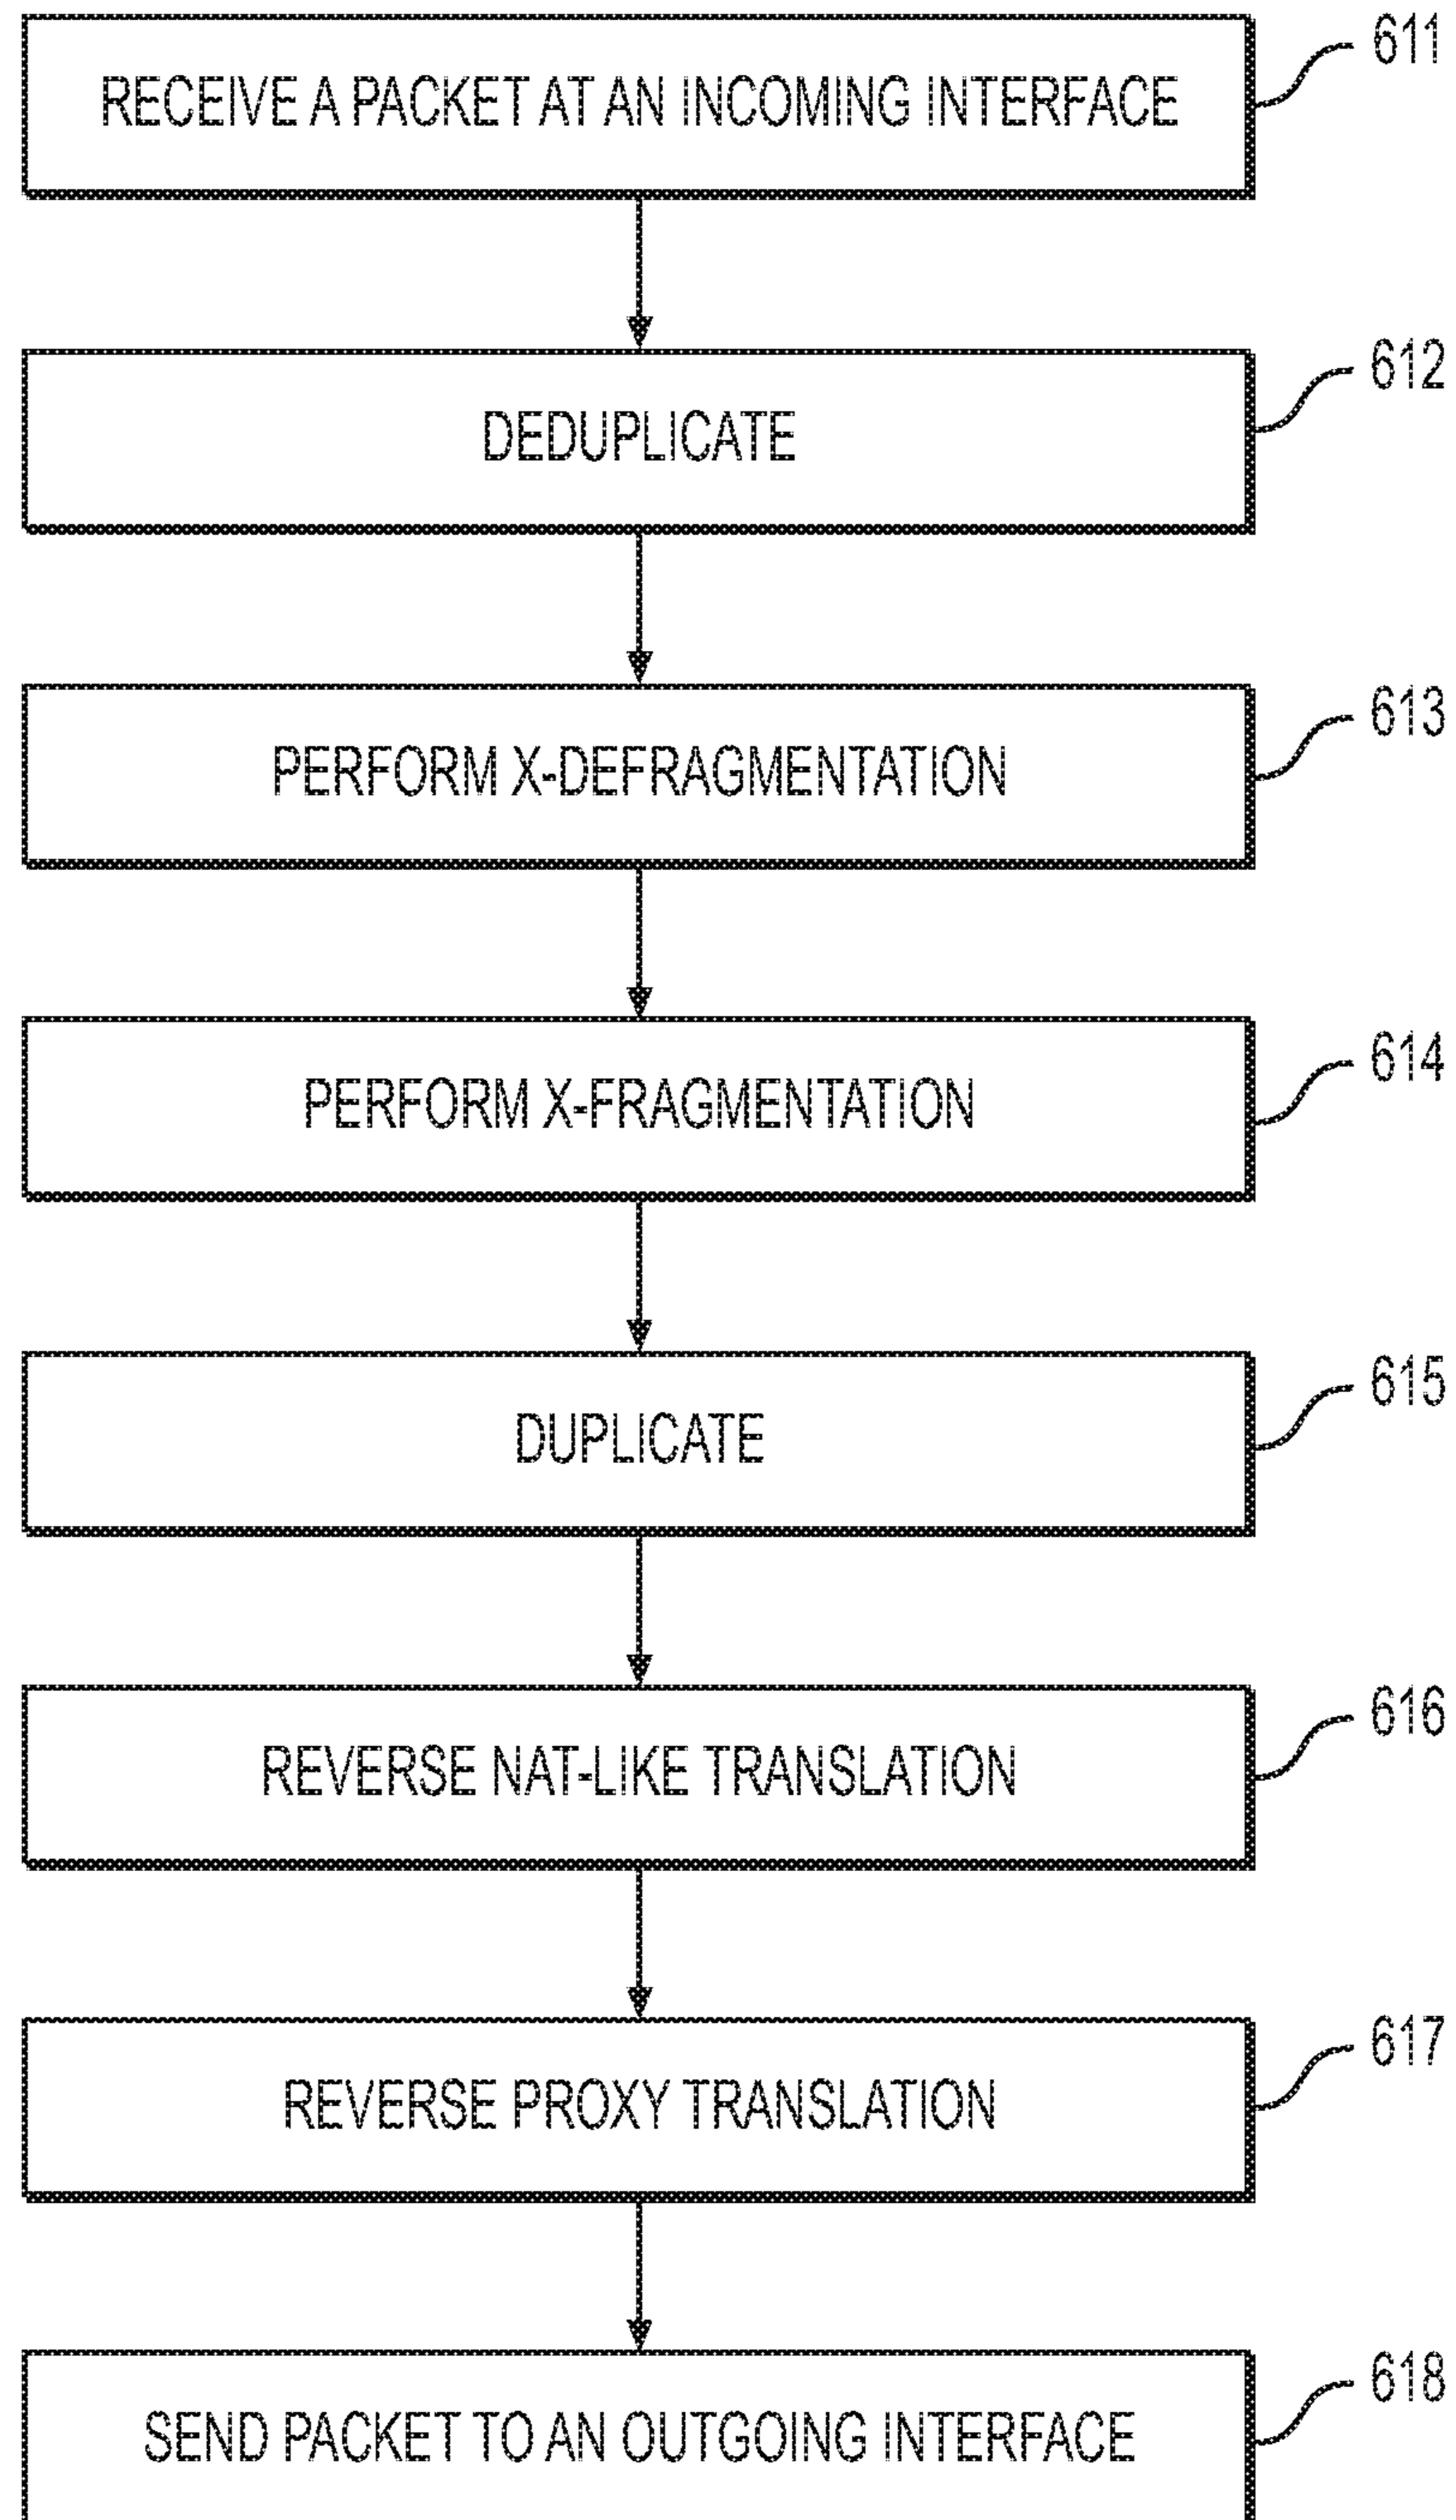 RECEIVE A PACKET AT AN INCOMING INTERFACE
611
DEDUPLICATE
612
PERFORM X-DEFRAGMENTATION
613
PERFORM X-FRAGMENTATION
614
DUPLICATE
615
REVERSE NAT-LIKE TRANSLATION
616
REVERSE PROXY TRANSLATION
617
SEND PACKET TO AN OUTGOING INTERFACE
618